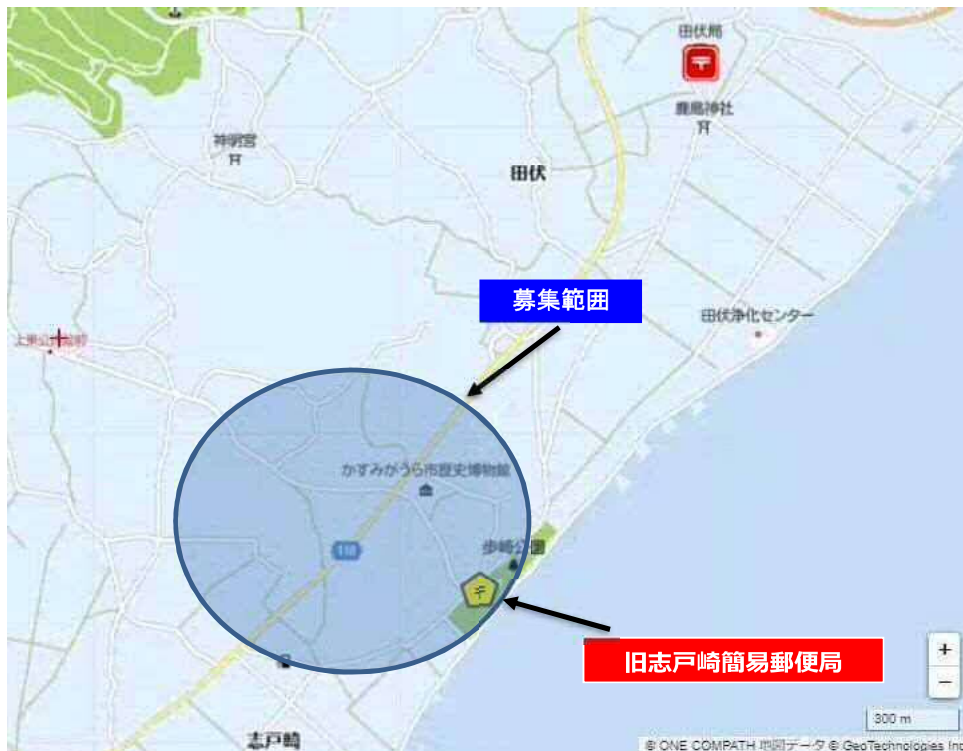 田伏局
鹿島神社
神明宮
田伏
募集範囲
田伏浄化センター
かすみがうら市歴史博物館
118
歩崎公園
旧志戸崎簡易郵便局
+
−
300 m
志戸崎
© ONE COMPATH 地図データ © GeoTechnologies In